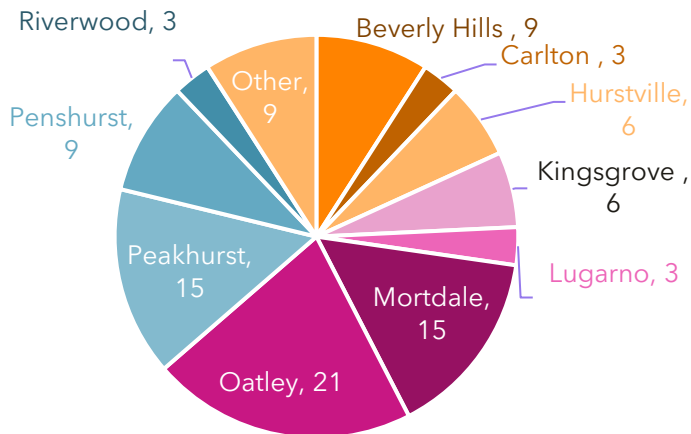 Riverwood, 3
Beverly Hills , 9
Carlton , 3
Other,
9
Hurstville,
6
Penshurst,
9
Kingsgrove ,
6
Peakhurst,
15
Lugarno, 3
Mortdale,
15
Oatley, 21